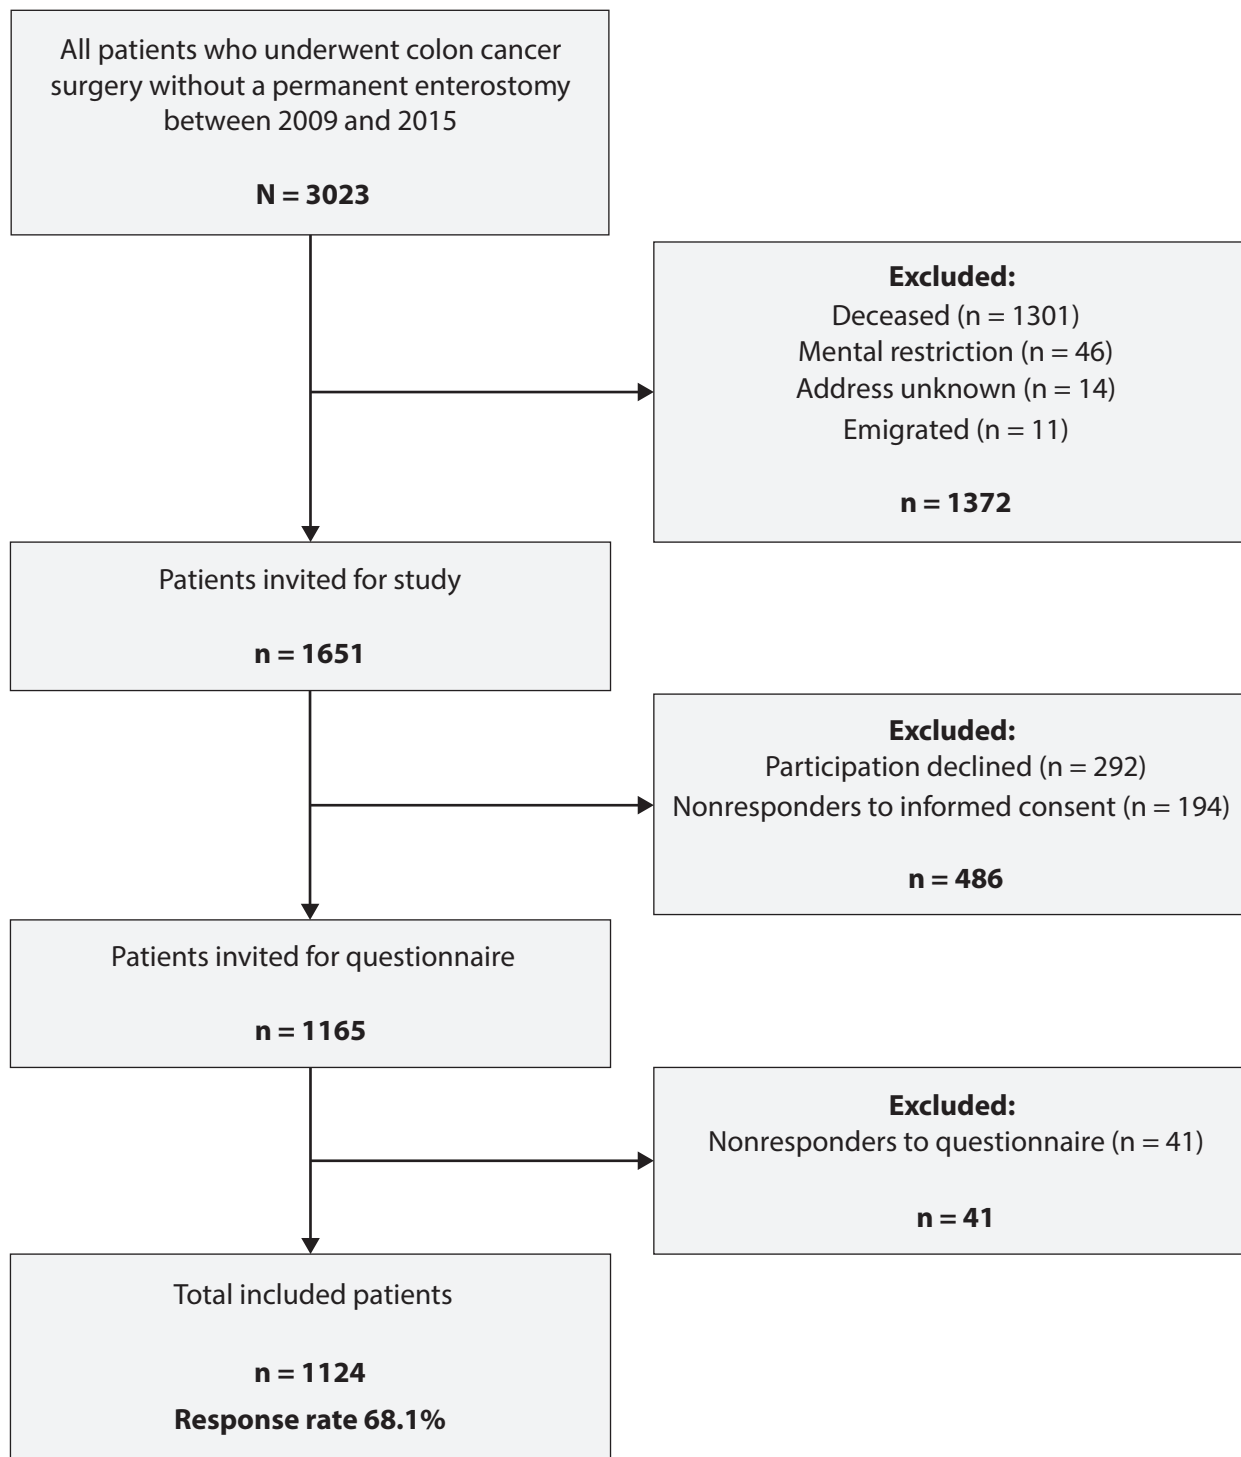 All patients who underwent colon cancer
surgery without a permanent enterostomy
between 2009 and 2015
N = 3023
Excluded:
Deceased (n = 1301)
Mental restriction (n = 46)
Address unknown (n = 14)
Emigrated (n = 11)
n = 1372
Patients invited for study
n = 1651
Excluded:
Participation declined (n = 292)
Nonresponders to informed consent (n = 194)
n = 486
Patients invited for questionnaire
n = 1165
Excluded:
Nonresponders to questionnaire (n = 41)
n = 41
Total included patients
n = 1124
Response rate 68.1%